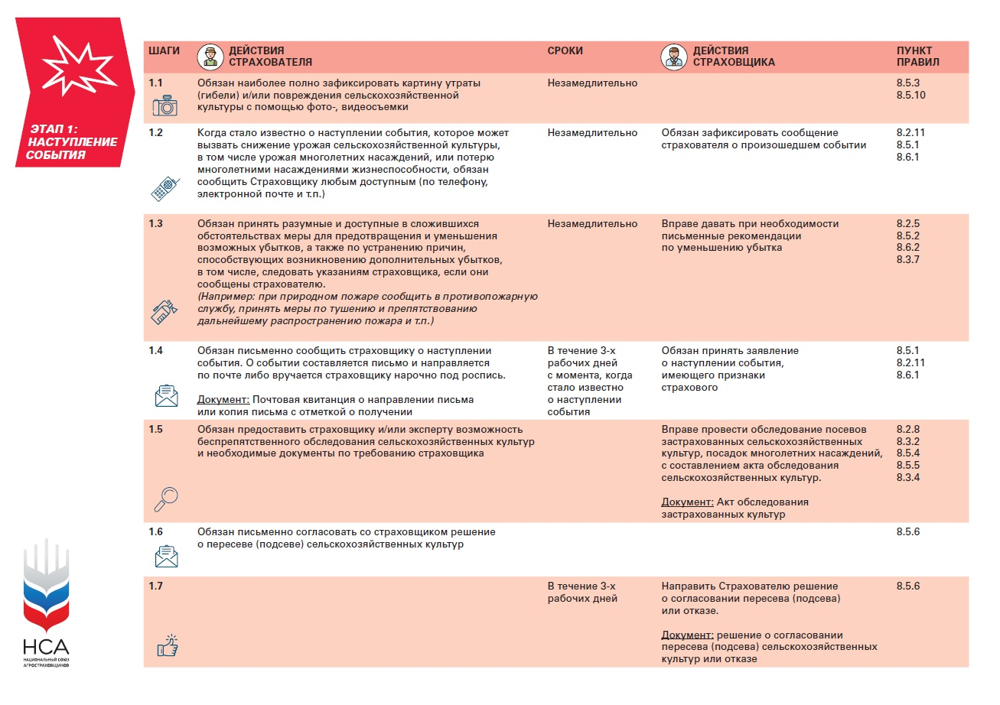 ЭТАП 1:
НАСТУПЛЕНИЕ
СОБЫТИЯ
ШАГИ
ДЕЙСТВИЯ
СТРАХОВАТЕЛЯ
СРОКИ
ДЕЙСТВИЯ
СТРАХОВЩИКА
ПУНКТ
ПРАВИЛ
1.1
Обязан наиболее полно зафиксировать картину утраты
(гибели) и/или повреждения сельскохозяйственной
культуры с помощью фото-, видеосъемки
Незамедлительно
8.5.3
8.5.10
1.2
Когда стало известно о наступлении события, которое может
вызвать снижение урожая сельскохозяйственной культуры,
в том числе урожая многолетних насаждений, или потерю
многолетними насаждениями жизнеспособности, обязан
сообщить Страховщику любым доступным (по телефону,
электронной почте и т.п.)
Незамедлительно
Обязан зафиксировать сообщение
страхователя о произошедшем событии
8.2.11
8.5.1
8.6.1
1.3
Обязан принять разумные и доступные в сложившихся
обстоятельствах меры для предотвращения и уменьшения
возможных убытков, а также по устранению причин,
способствующих возникновению дополнительных убытков,
в том числе, следовать указаниям страховщика, если они
сообщены страхователю.
(Например: при природном пожаре сообщить в противопожарную
службу, принять меры по тушению и препятствованию
дальнейшему распространению пожара и т.п.)
Незамедлительно
Вправе давать при необходимости
письменные рекомендации
по уменьшению убытка
8.2.5
8.5.2
8.6.2
8.3.7
1.4
Обязан письменно сообщить страховщику о наступлении
события. О событии составляется письмо и направляется
по почте либо вручается страховщику нарочно под роспись.
Документ: Почтовая квитанция о направлении письма
или копия письма с отметкой о получении
В течение 3-х
рабочих дней
с момента, когда
стало известно
о наступлении
события
Обязан принять заявление
о наступлении события,
имеющего признаки
страхового
8.5.1
8.2.11
8.6.1
1.5
Обязан предоставить страховщику и/или эксперту возможность
беспрепятственного обследования сельскохозяйственных культур
и необходимые документы по требованию страховщика
Вправе провести обследование посевов
застрахованных сельскохозяйственных
культур, посадок многолетних насаждений,
с составлением акта обследования
сельскохозяйственных культур.
Документ: Акт обследования
застрахованных культур
8.2.8
8.3.2
8.5.4
8.5.5
8.3.4
1.6
Обязан письменно согласовать со страховщиком решение
о пересеве (подсеве) сельскохозяйственных культур
8.5.6
1.7
В течение 3-х
рабочих дней
Направить Страхователю решение
о согласовании пересева (подсева)
или отказе.
Документ: решение о согласовании
пересева (подсева) сельскохозяйственных
культур или отказе
8.5.6
НСА
НАЦИОНАЛЬНЫЙ СОЮЗ
АГРОСТРАХОВЩИКОВ